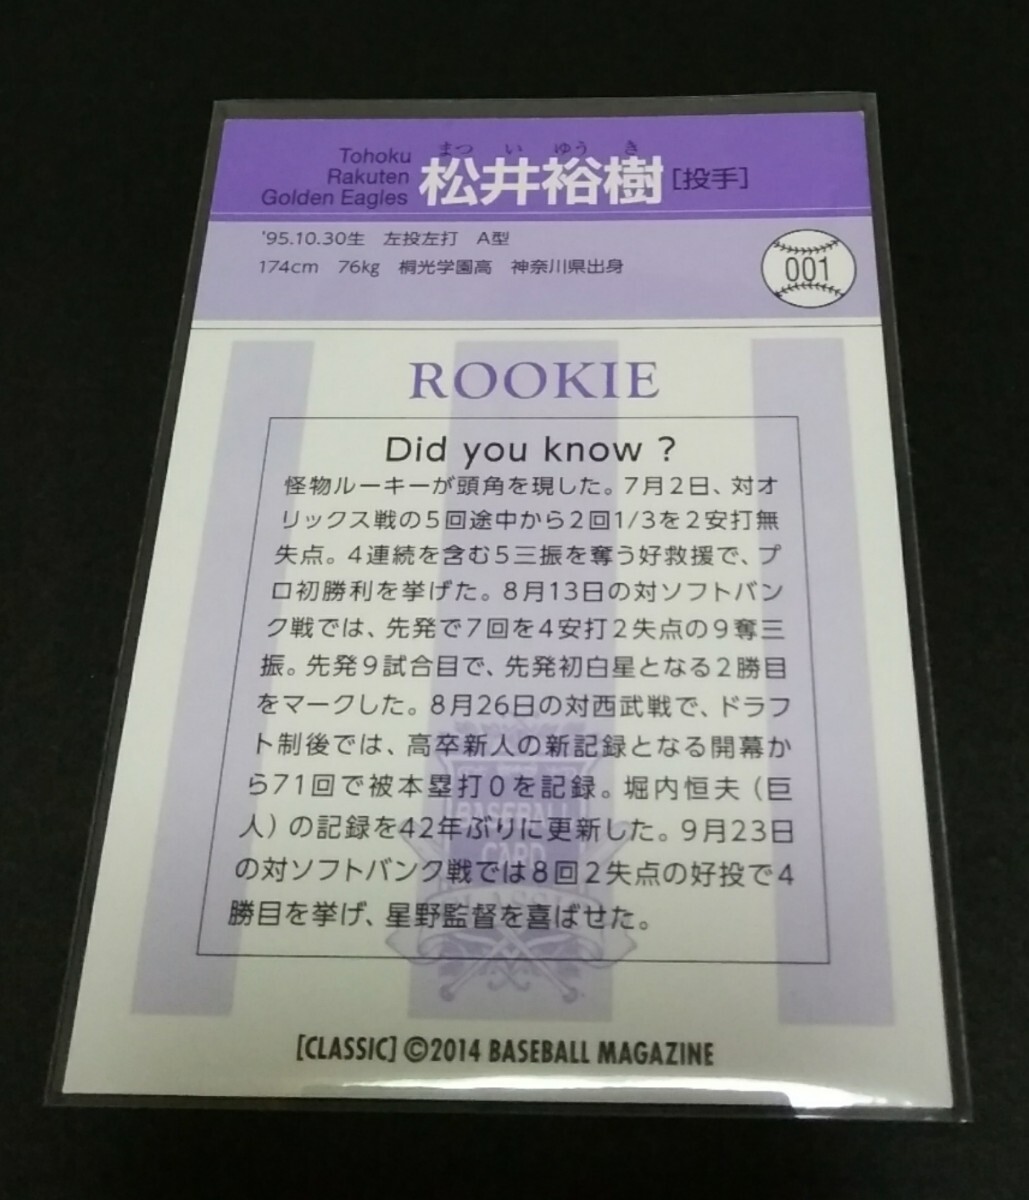 Tohoku
Rakuten
Golden Eagles
まつ い ゆう き
松井裕樹[投手]
'95.10.30生 左投左打 A型
174cm 76kg 桐光学園高 神奈川県出身
001
ROOKIE
Did you know ?
怪物ルーキーが頭角を現した。7月2日、対オ
リックス戦の5回途中から2回1/3を2安打無
失点。4連続を含む5三振を奪う好救援で、プ
ロ初勝利を挙げた。8月13日の対ソフトバン
ク戦では、先発で7回を4安打2失点の9奪三
振。先発9試合目で、先発初白星となる2勝目
をマークした。8月26日の対西武戦で、ドラフ
ト制後では、高卒新人の新記録となる開幕か
ら71回で被本塁打0を記録。堀内恒夫（巨
人）の記録を42年ぶりに更新した。9月23日
の対ソフトバンク戦では8回2失点の好投で4
勝目を挙げ、星野監督を喜ばせた。
BASEBALL
CARD
CLASSIC
[CLASSIC] ©2014 BASEBALL MAGAZINE